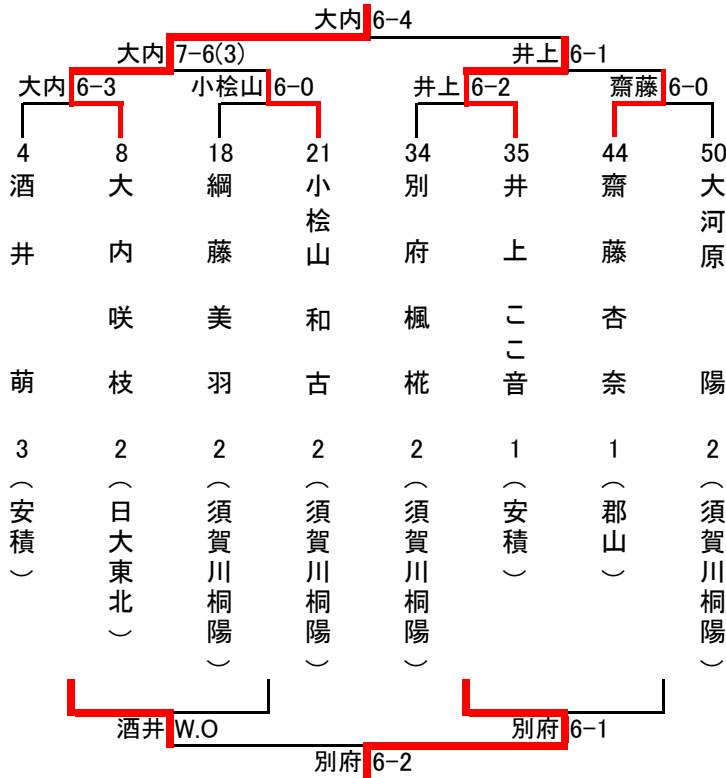 大内 6-4
大内 7-6(3) 井上 6-1
大内 6-3 小桧山 6-0 井上 6-2 齋藤 6-0
4 8 18 21 34 35 44 50
酒井 萌 3 (安積)
大内 咲枝 2 (日大東北)
綱藤 美羽 2 (須賀川桐陽)
小桧山 和古 2 (須賀川桐陽)
別府 楓椛 2 (須賀川桐陽)
井上 ここ音 1 (安積)
齋藤 杏奈 1 (郡山)
大河原 陽 2 (須賀川桐陽)
酒井 W.O 別府 6-1
別府 6-2